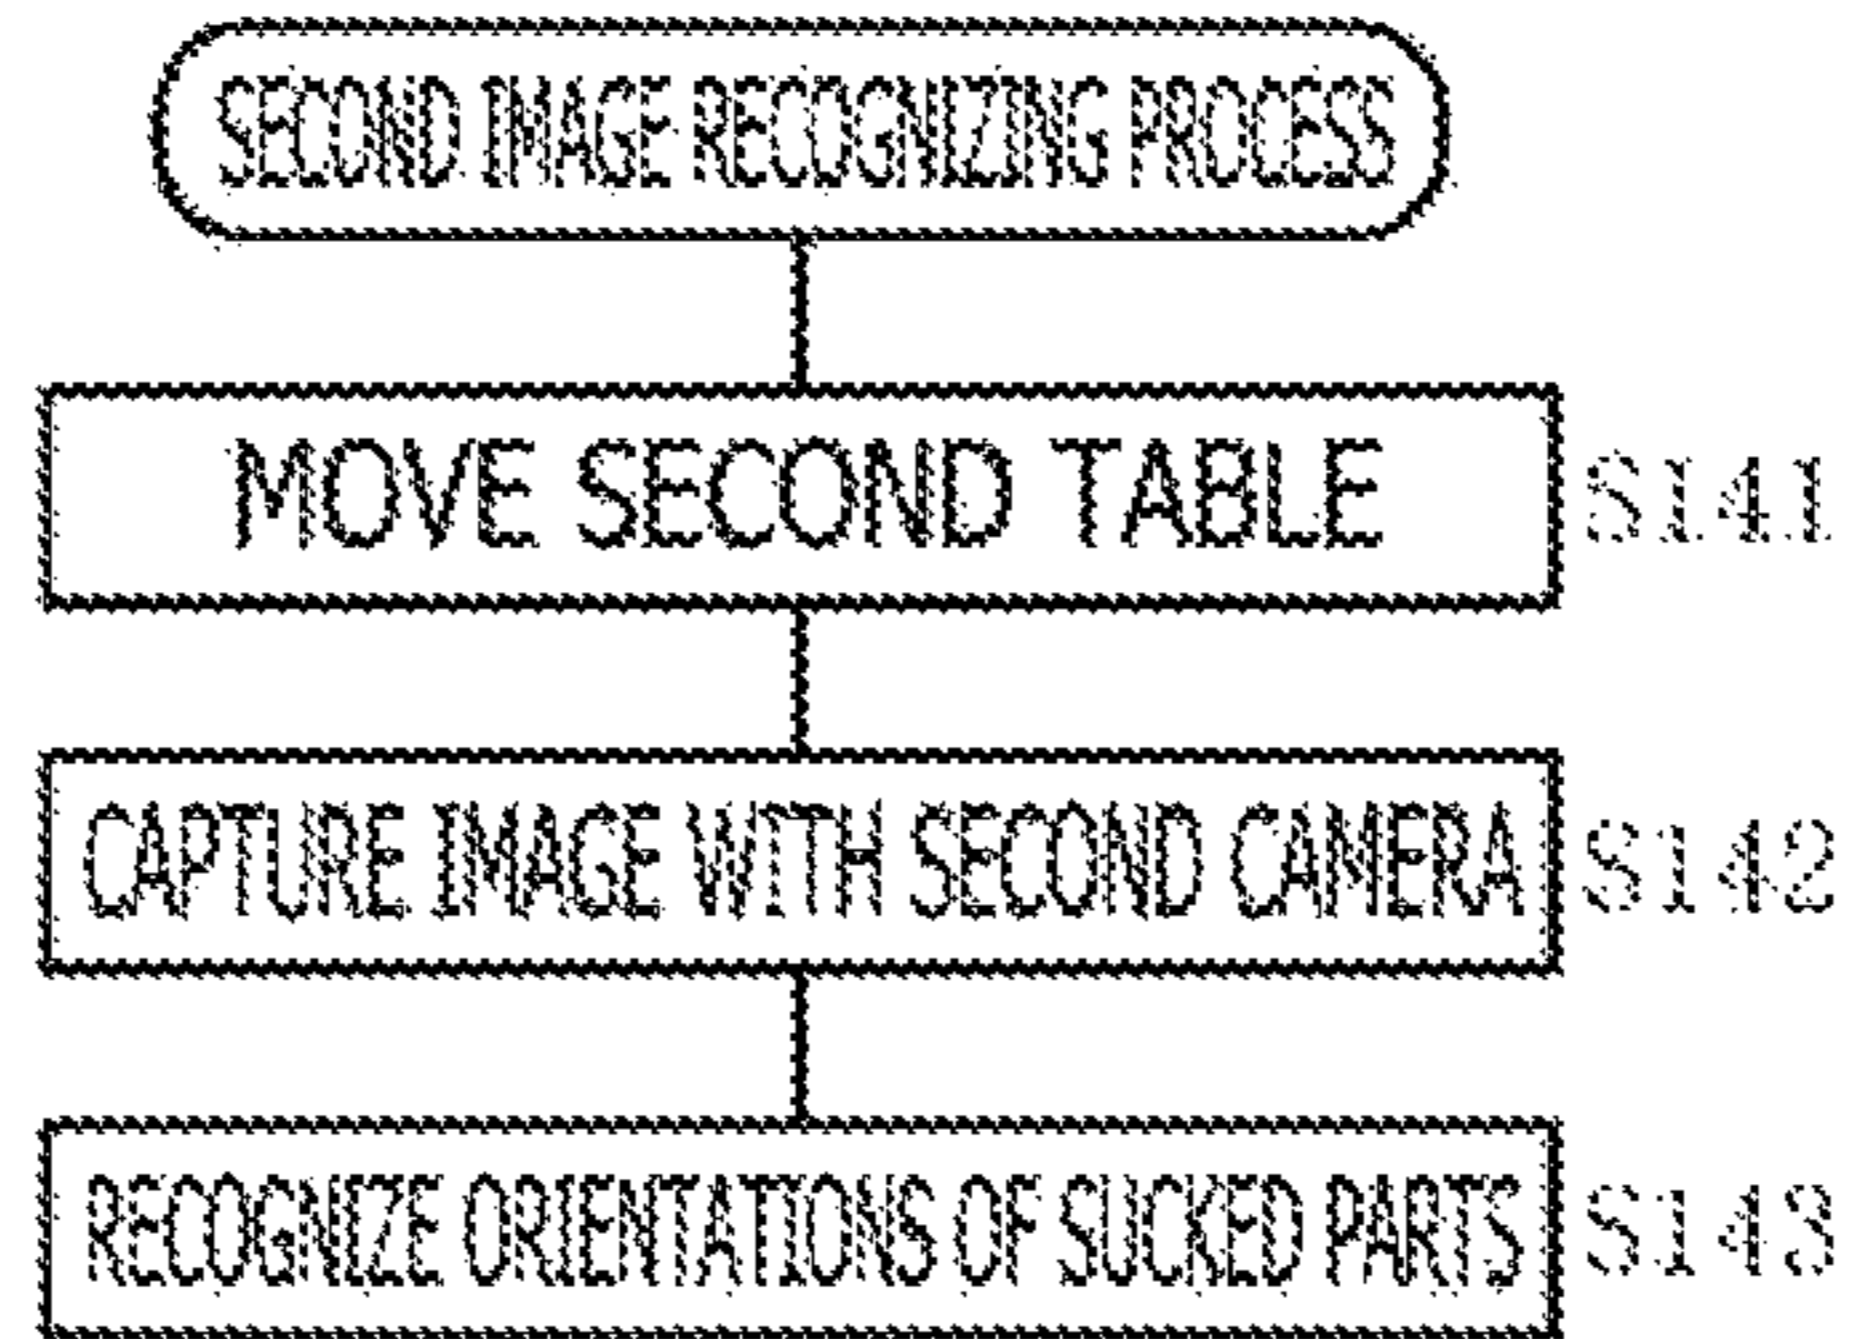 SECOND IMAGE RECOGNIZING PROCESS
MOVE SECOND TABLE S141
CAPTURE IMAGE WITH SECOND CAMERA S142
RECOGNIZE ORIENTATIONS OF SUCKED PARTS S143